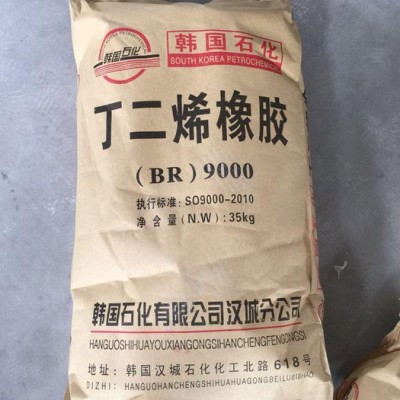 韩国石化
韩国石化
SOUTH KOREA PETROCHEMICAL
丁二烯橡胶
(BR) 9000
执行标准: SO9000-2010
净含量(N.W): 35kg
韩国石化有限公司汉城分公司
HANGUOSHIHUAYOUXIANGONGSIHANCHENGFENGONGSI
地址: 韩国汉城石化化工北路618号
DIZHI: HANGUOHANCHENGSHIHUAHUAGONGBEILU618HAO